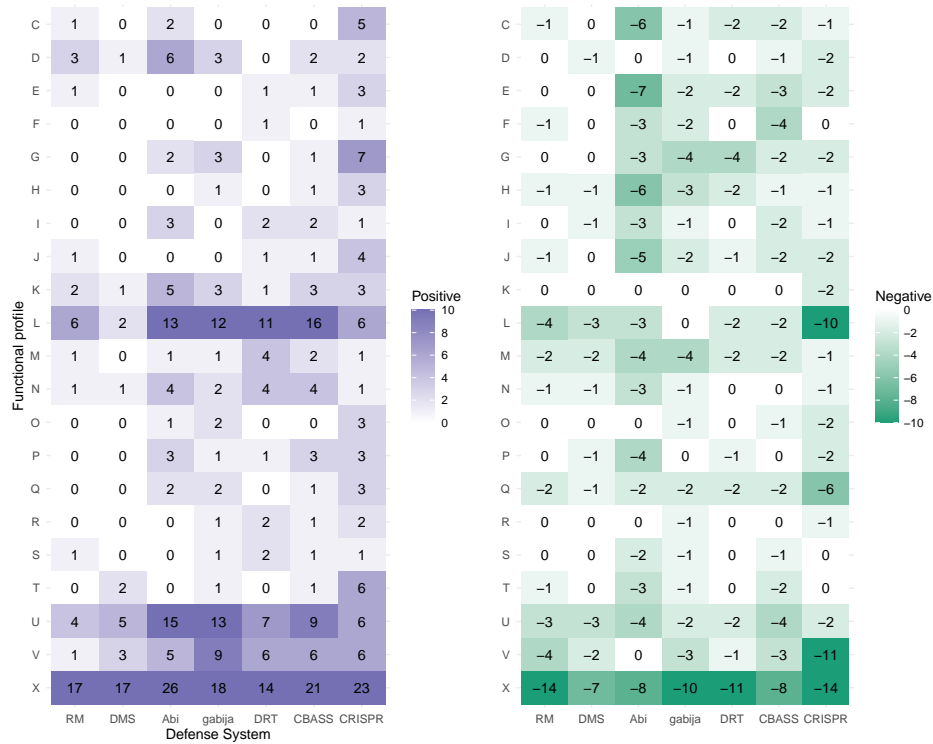 C 1 0 2 0 0 0 5 −1 0 −6 −1 −2 −2 −1
D 3 1 6 3 0 2 2 0 −1 0 −1 0 −1 −2
E 1 0 0 0 1 1 3 0 0 −7 −2 −2 −3 −2
F 0 0 0 0 1 0 1 −1 0 −3 −2 0 −4 0
G 0 0 2 3 0 1 7 0 0 −3 −4 −4 −2 −2
H 0 0 0 1 0 1 3 −1 −1 −6 −3 −2 −1 −1
I 0 0 3 0 2 2 1 0 −1 −3 −1 0 −2 −1
J 1 0 0 0 1 1 4 −1 0 −5 −2 −1 −2 −2
K 2 1 5 3 1 3 3 0 0 0 0 0 0 −2
L 6 2 13 12 11 16 6 −4 −3 −3 0 −2 −2 −10
M 1 0 1 1 4 2 1 −2 −2 −4 −4 −2 −2 −1
N 1 1 4 2 4 4 1 −1 −1 −3 −1 0 0 −1
O 0 0 1 2 0 0 3 0 0 0 −1 0 −1 −2
P 0 0 3 1 1 3 3 0 −1 −4 0 −1 0 −2
Q 0 0 2 2 0 1 3 −2 −1 −2 −2 −2 −2 −6
R 0 0 0 1 2 1 2 0 0 0 −1 0 0 −1
S 1 0 0 1 2 1 1 0 0 −2 −1 0 −1 0
T 0 2 0 1 0 1 6 −1 0 −3 −1 0 −2 0
U 4 5 15 13 7 9 6 −3 −3 −4 −2 −2 −4 −2
V 1 3 5 9 6 6 6 −4 −2 0 −3 −1 −3 −11
X 17 17 26 18 14 21 23 −14 −7 −8 −10 −11 −8 −14
RM DMS Abi gabija DRT CBASS CRISPR RM DMS Abi gabija DRT CBASS CRISPR
Defense System
Functional profile
Positive
10
8
6
4
2
0
Negative
0
−2
−4
−6
−8
−10